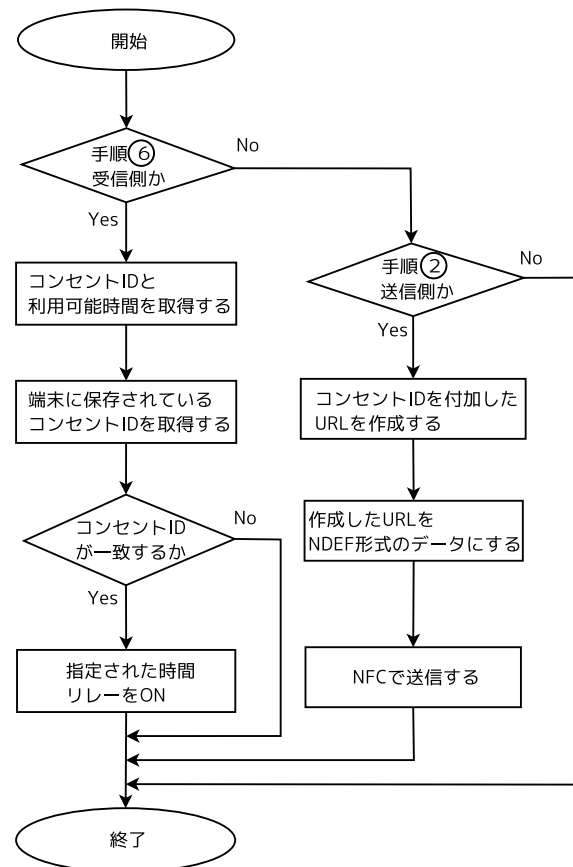 開始
手順⑥
受信側か
No
Yes
コンセントIDと
利用可能時間を取得する
端末に保存されている
コンセントIDを取得する
コンセントID
が一致するか
No
Yes
指定された時間
リレーをON
手順②
送信側か
No
Yes
コンセントIDを付加した
URLを作成する
作成したURLを
NDEF形式のデータにする
NFCで送信する
終了